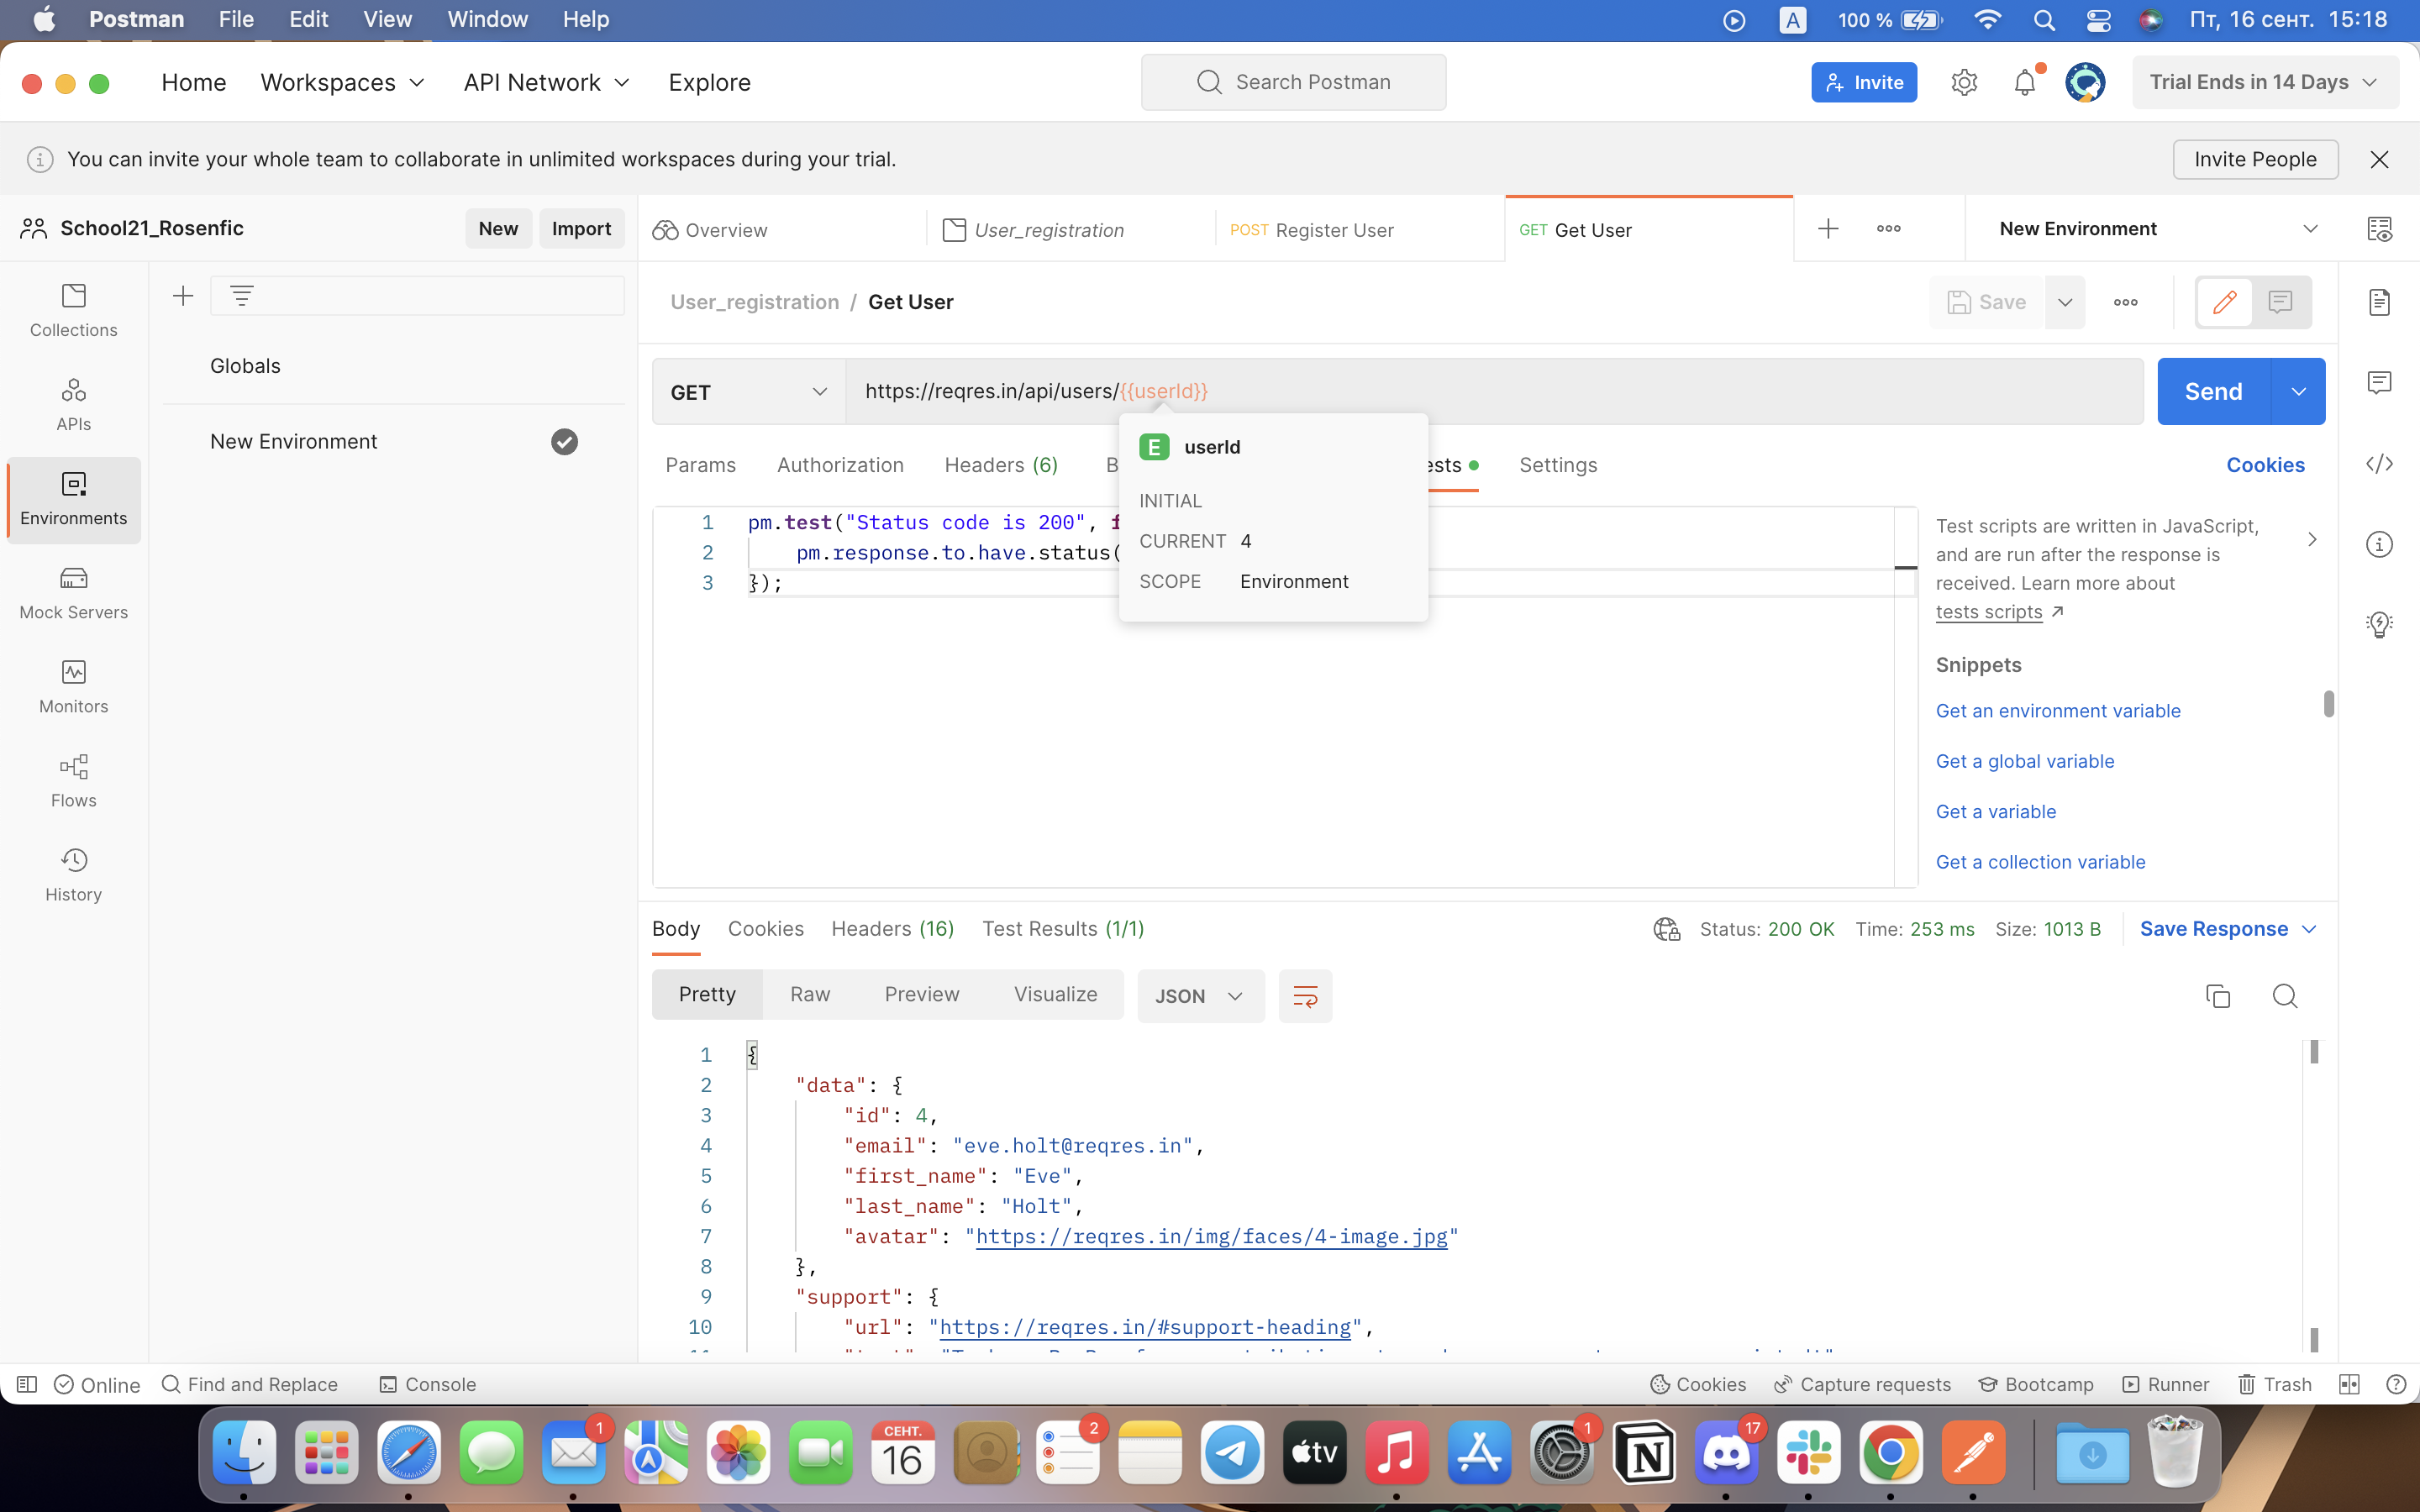 Postman File Edit View Window Help A 100 % Пт, 16 сент. 15:18
Home Workspaces API Network Explore Search Postman Invite Trial Ends in 14 Days
You can invite your whole team to collaborate in unlimited workspaces during your trial. Invite People
School21_Rosenfic New Import Overview User_registration POST Register User GET Get User New Environment
Collections
APIs
Environments
Mock Servers
Monitors
Flows
History
Globals
New Environment
User_registration / Get User Save
GET https://reqres.in/api/users/{{userId}} Send
Params Authorization Headers (6) B ests Settings Cookies
E userId
INITIAL
CURRENT 4
SCOPE Environment
1 pm.test("Status code is 200", f
2 pm.response.to.have.status(
3 });
Test scripts are written in JavaScript,
and are run after the response is
received. Learn more about
tests scripts
Snippets
Get an environment variable
Get a global variable
Get a variable
Get a collection variable
Body Cookies Headers (16) Test Results (1/1) Status: 200 OK Time: 253 ms Size: 1013 B Save Response
Pretty Raw Preview Visualize JSON
1 {
2 "data": {
3 "id": 4,
4 "email": "eve.holt@reqres.in",
5 "first_name": "Eve",
6 "last_name": "Holt",
7 "avatar": "https://reqres.in/img/faces/4-image.jpg"
8 },
9 "support": {
10 "url": "https://reqres.in/#support-heading",
Online Find and Replace Console Cookies Capture requests Bootcamp Runner Trash
1 СЕНТ. 16 2 tv 1 N 17